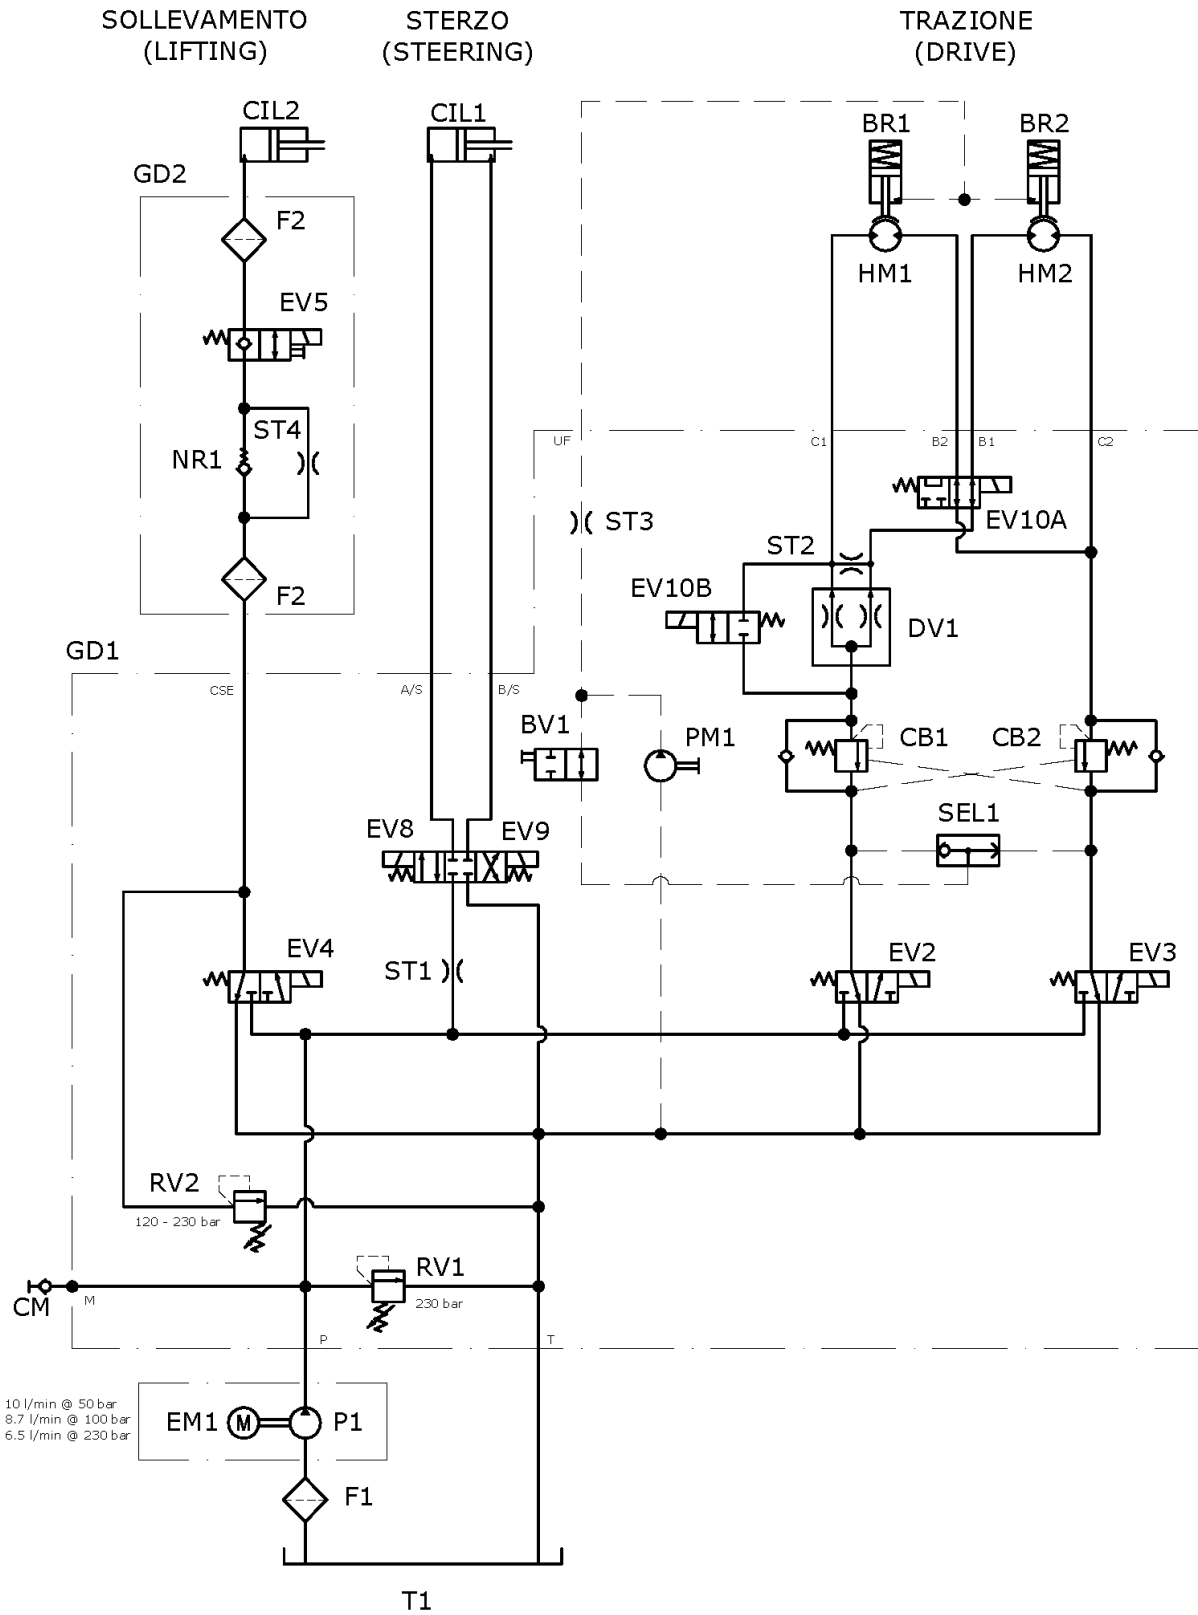 SOLLEVAMENTO
(LIFTING)
STERZO
(STEERING)
TRAZIONE
(DRIVE)
CIL2
CIL1
BR1
BR2
GD2
F2
HM1
HM2
EV5
ST4
NR1
UF
C1
B2
B1
C2
ST3
EV10A
ST2
EV10B
F2
DV1
GD1
CSE
A/S
B/S
BV1
PM1
CB1
CB2
SEL1
EV8
EV9
EV4
ST1
EV2
EV3
RV2
120 - 230 bar
RV1
230 bar
CM
M
P
T
10 l/min @ 50 bar
8.7 l/min @ 100 bar
6.5 l/min @ 230 bar
EM1
M
P1
F1
T1